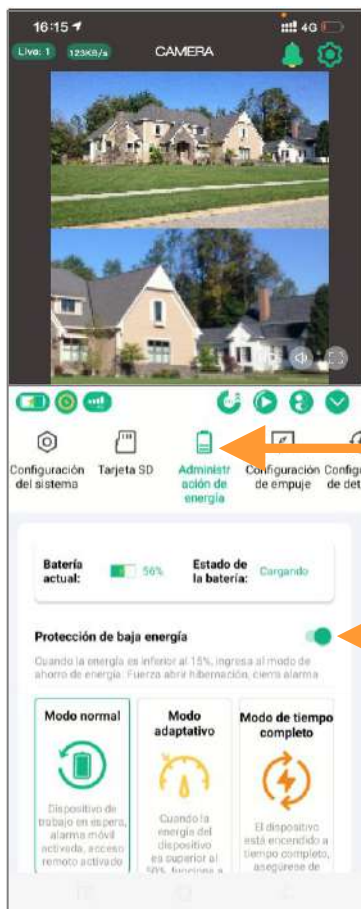 16:15
4G
Live: 1
123KB/s
CAMERA
Configuración
del sistema
Tarjeta SD
Administr
ación de
energía
Configuración
de empuje
Configu
de det
Batería
actual:
56%
Estado de
la batería:
Cargando
Protección de baja energía
Cuando la energía es inferior al 15%, ingresa al modo de
ahorro de energía: Fuerza abrir hibernación, cierra alarma
Modo normal
Dispositivo de
trabajo en espera,
alarma móvil
activada, acceso
remoto activado
Modo
adaptativo
Cuando la
energía del
dispositivo
es superior al
50%, funciona a
Modo de tiempo
completo
El dispositivo
está encendido a
tiempo completo,
asegúrese de